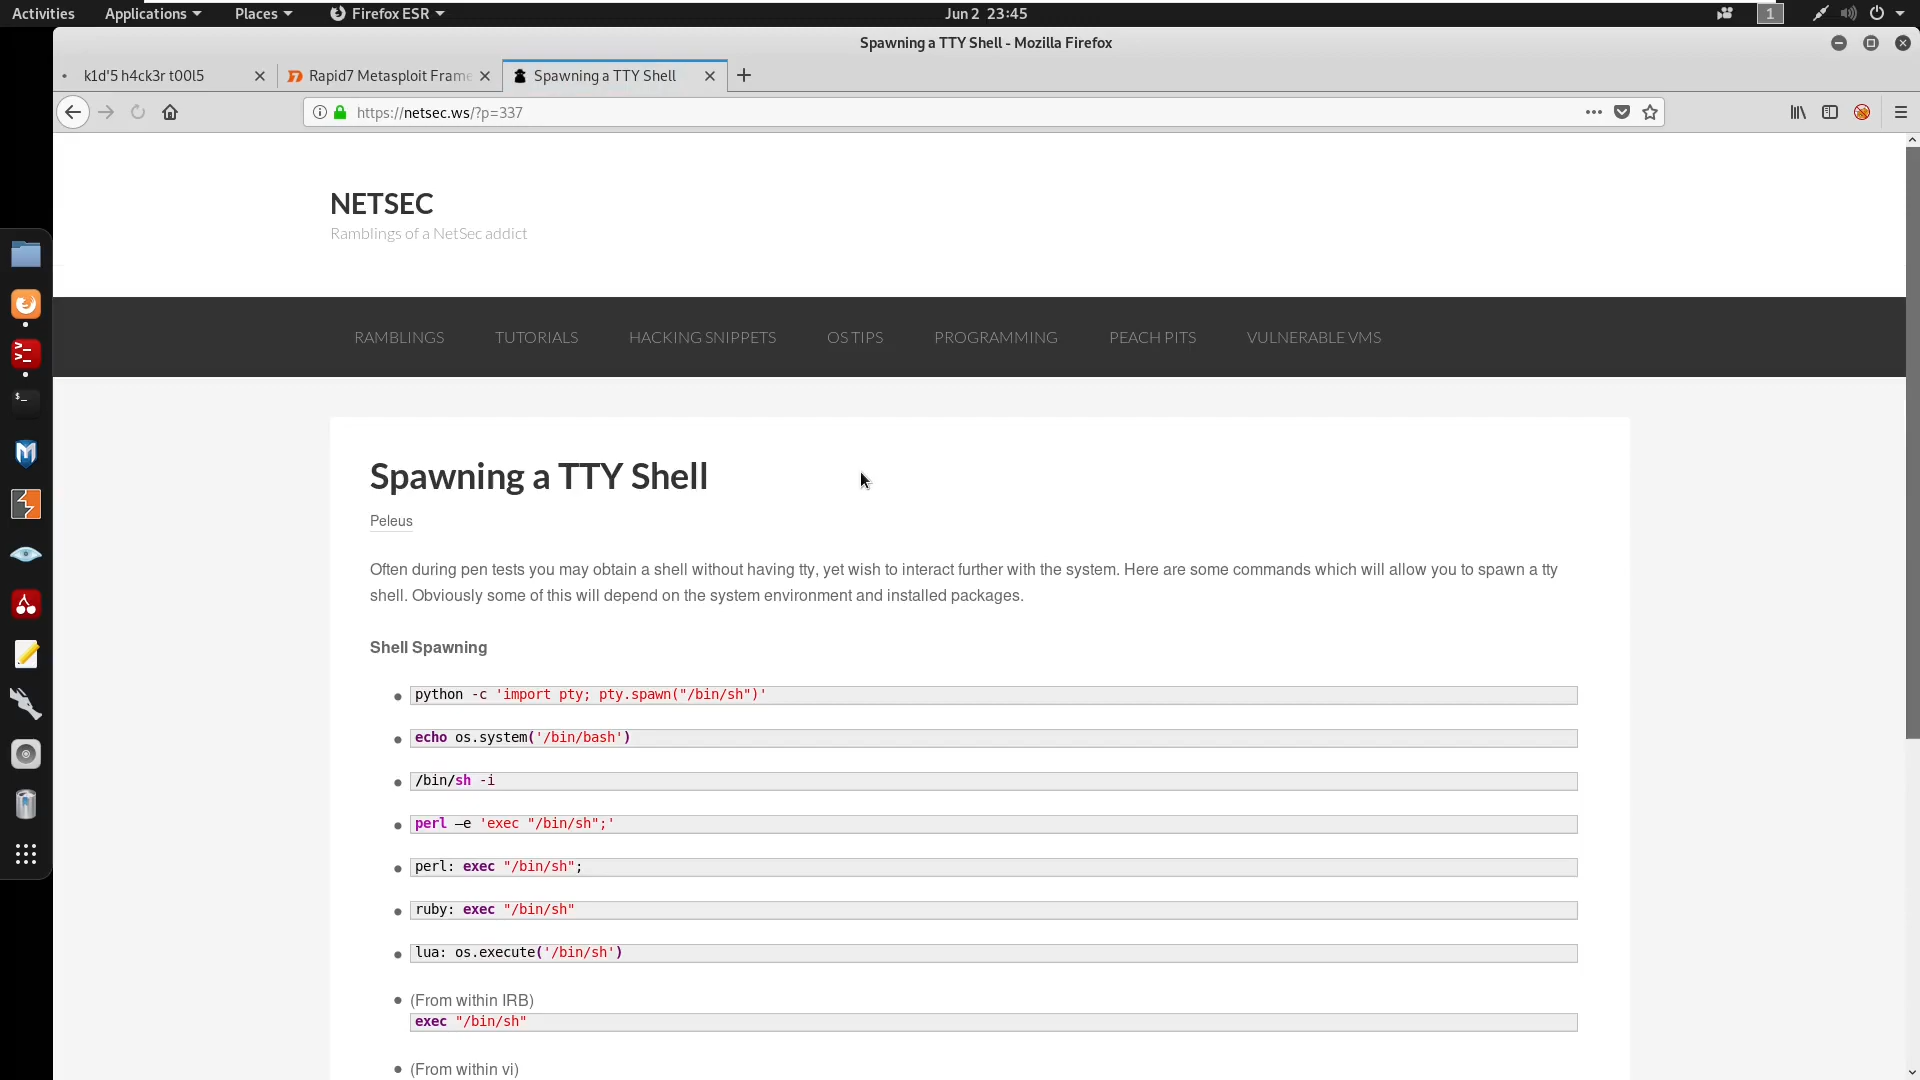 Activities Applications Places Firefox ESR Jun 2 23:45 1
Spawning a TTY Shell - Mozilla Firefox
k1d'5 h4ck3r t00l5 Rapid7 Metasploit Frame Spawning a TTY Shell
https://netsec.ws/?p=337
NETSEC
Ramblings of a NetSec addict
RAMBLINGS TUTORIALS HACKING SNIPPETS OS TIPS PROGRAMMING PEACH PITS VULNERABLE VMS
Spawning a TTY Shell
Peleus
Often during pen tests you may obtain a shell without having tty, yet wish to interact further with the system. Here are some commands which will allow you to spawn a tty
shell. Obviously some of this will depend on the system environment and installed packages.
Shell Spawning
python -c 'import pty; pty.spawn("/bin/sh")'
echo os.system('/bin/bash')
/bin/sh -i
perl —e 'exec "/bin/sh";'
perl: exec "/bin/sh";
ruby: exec "/bin/sh"
lua: os.execute('/bin/sh')
(From within IRB)
exec "/bin/sh"
(From within vi)